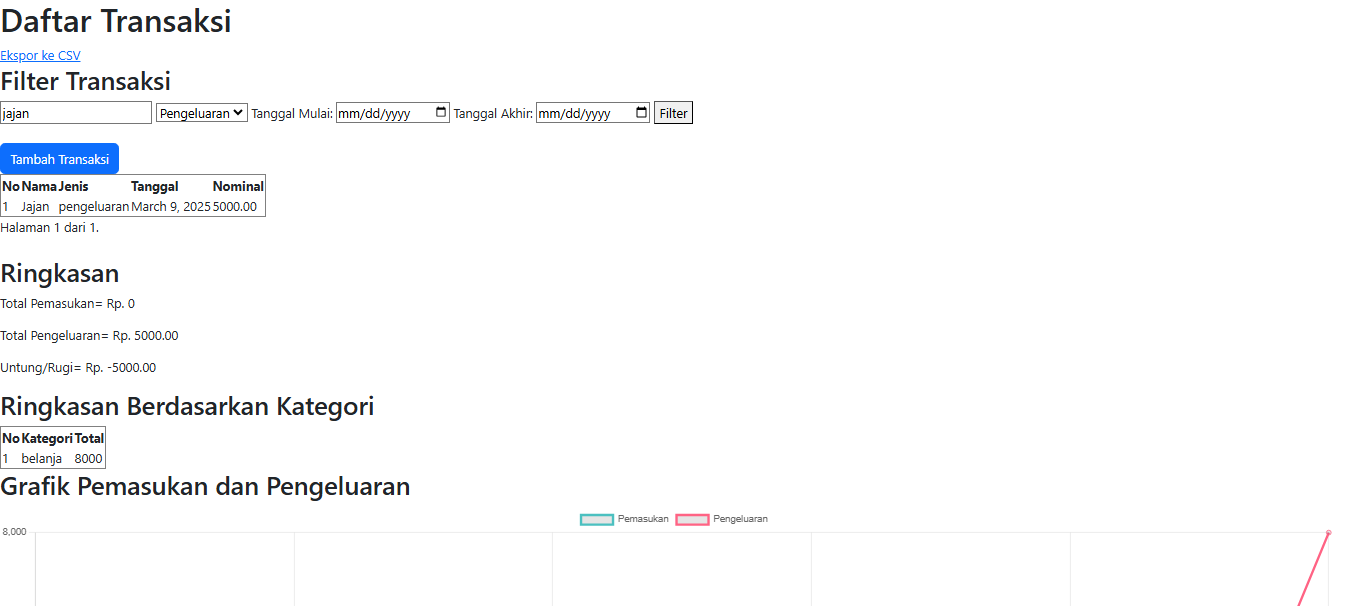 Daftar Transaksi
Ekspor ke CSV
Filter Transaksi
jajan Pengeluaran Tanggal Mulai: mm/dd/yyyy Tanggal Akhir: mm/dd/yyyy Filter
Tambah Transaksi
No Nama Jenis Tanggal Nominal
1 Jajan pengeluaran March 9, 2025 5000.00
Halaman 1 dari 1.
Ringkasan
Total Pemasukan= Rp. 0
Total Pengeluaran= Rp. 5000.00
Untung/Rugi= Rp. -5000.00
Ringkasan Berdasarkan Kategori
No Kategori Total
1 belanja 8000
Grafik Pemasukan dan Pengeluaran
Pemasukan Pengeluaran
8,000